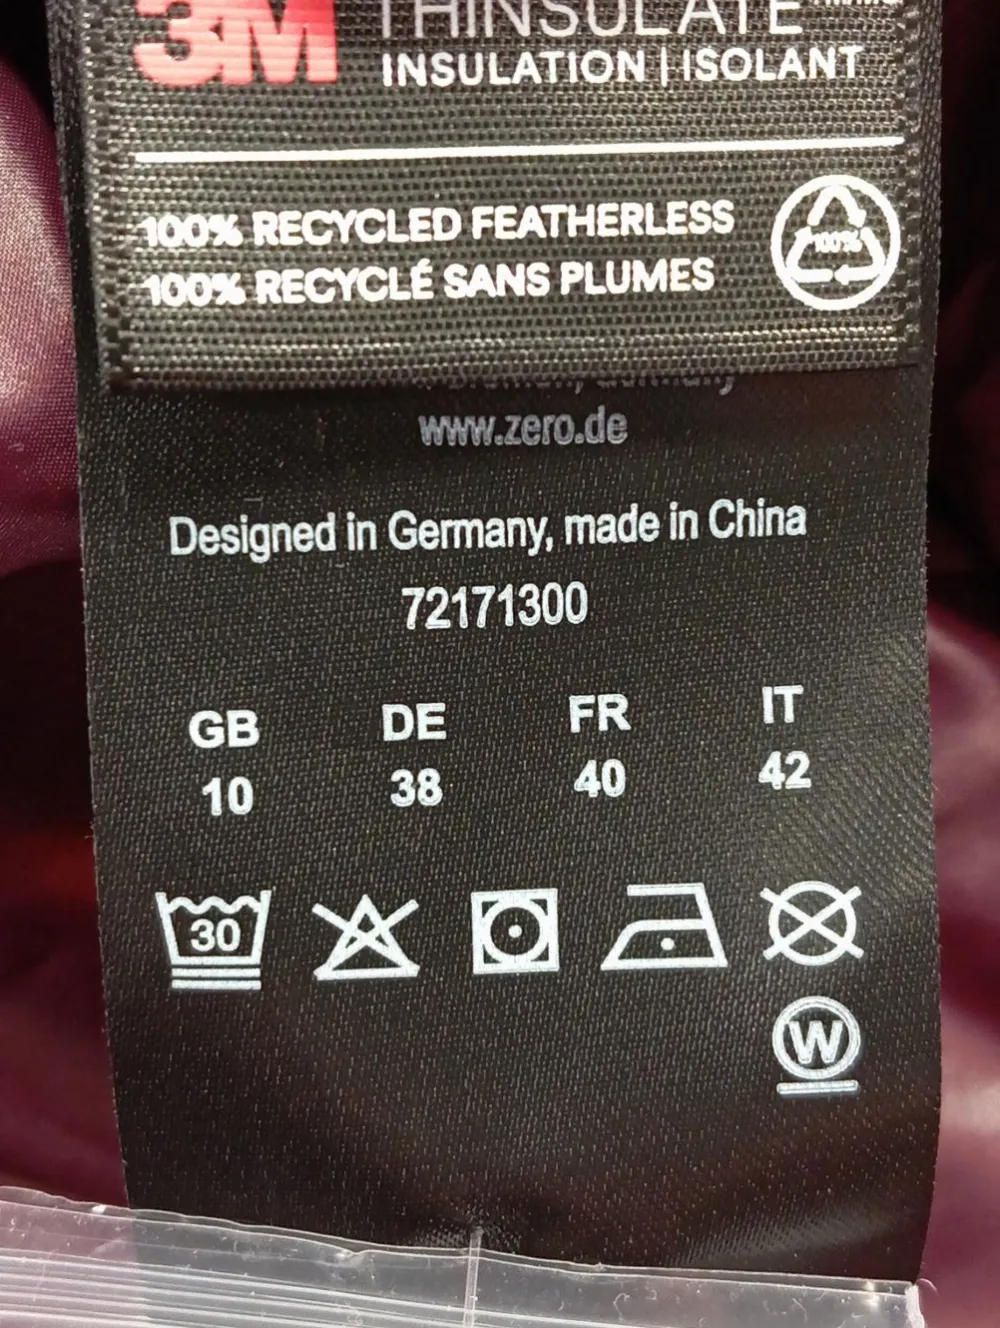 3M THINSULATE
INSULATION | ISOLANT
100% RECYCLED FEATHERLESS
100% RECYCLÉ SANS PLUMES
100%
www.zero.de
Designed in Germany, made in China
72171300
GB DE FR IT
10 38 40 42
30
W